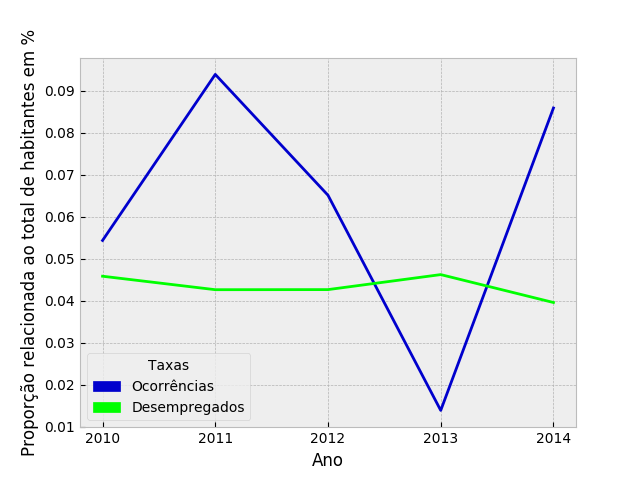 Proporção relacionada ao total de habitantes em %
0.09
0.08
0.07
0.06
0.05
0.04
0.03
0.02
0.01
Taxas
Ocorrências
Desempregados
2010 2011 2012 2013 2014
Ano